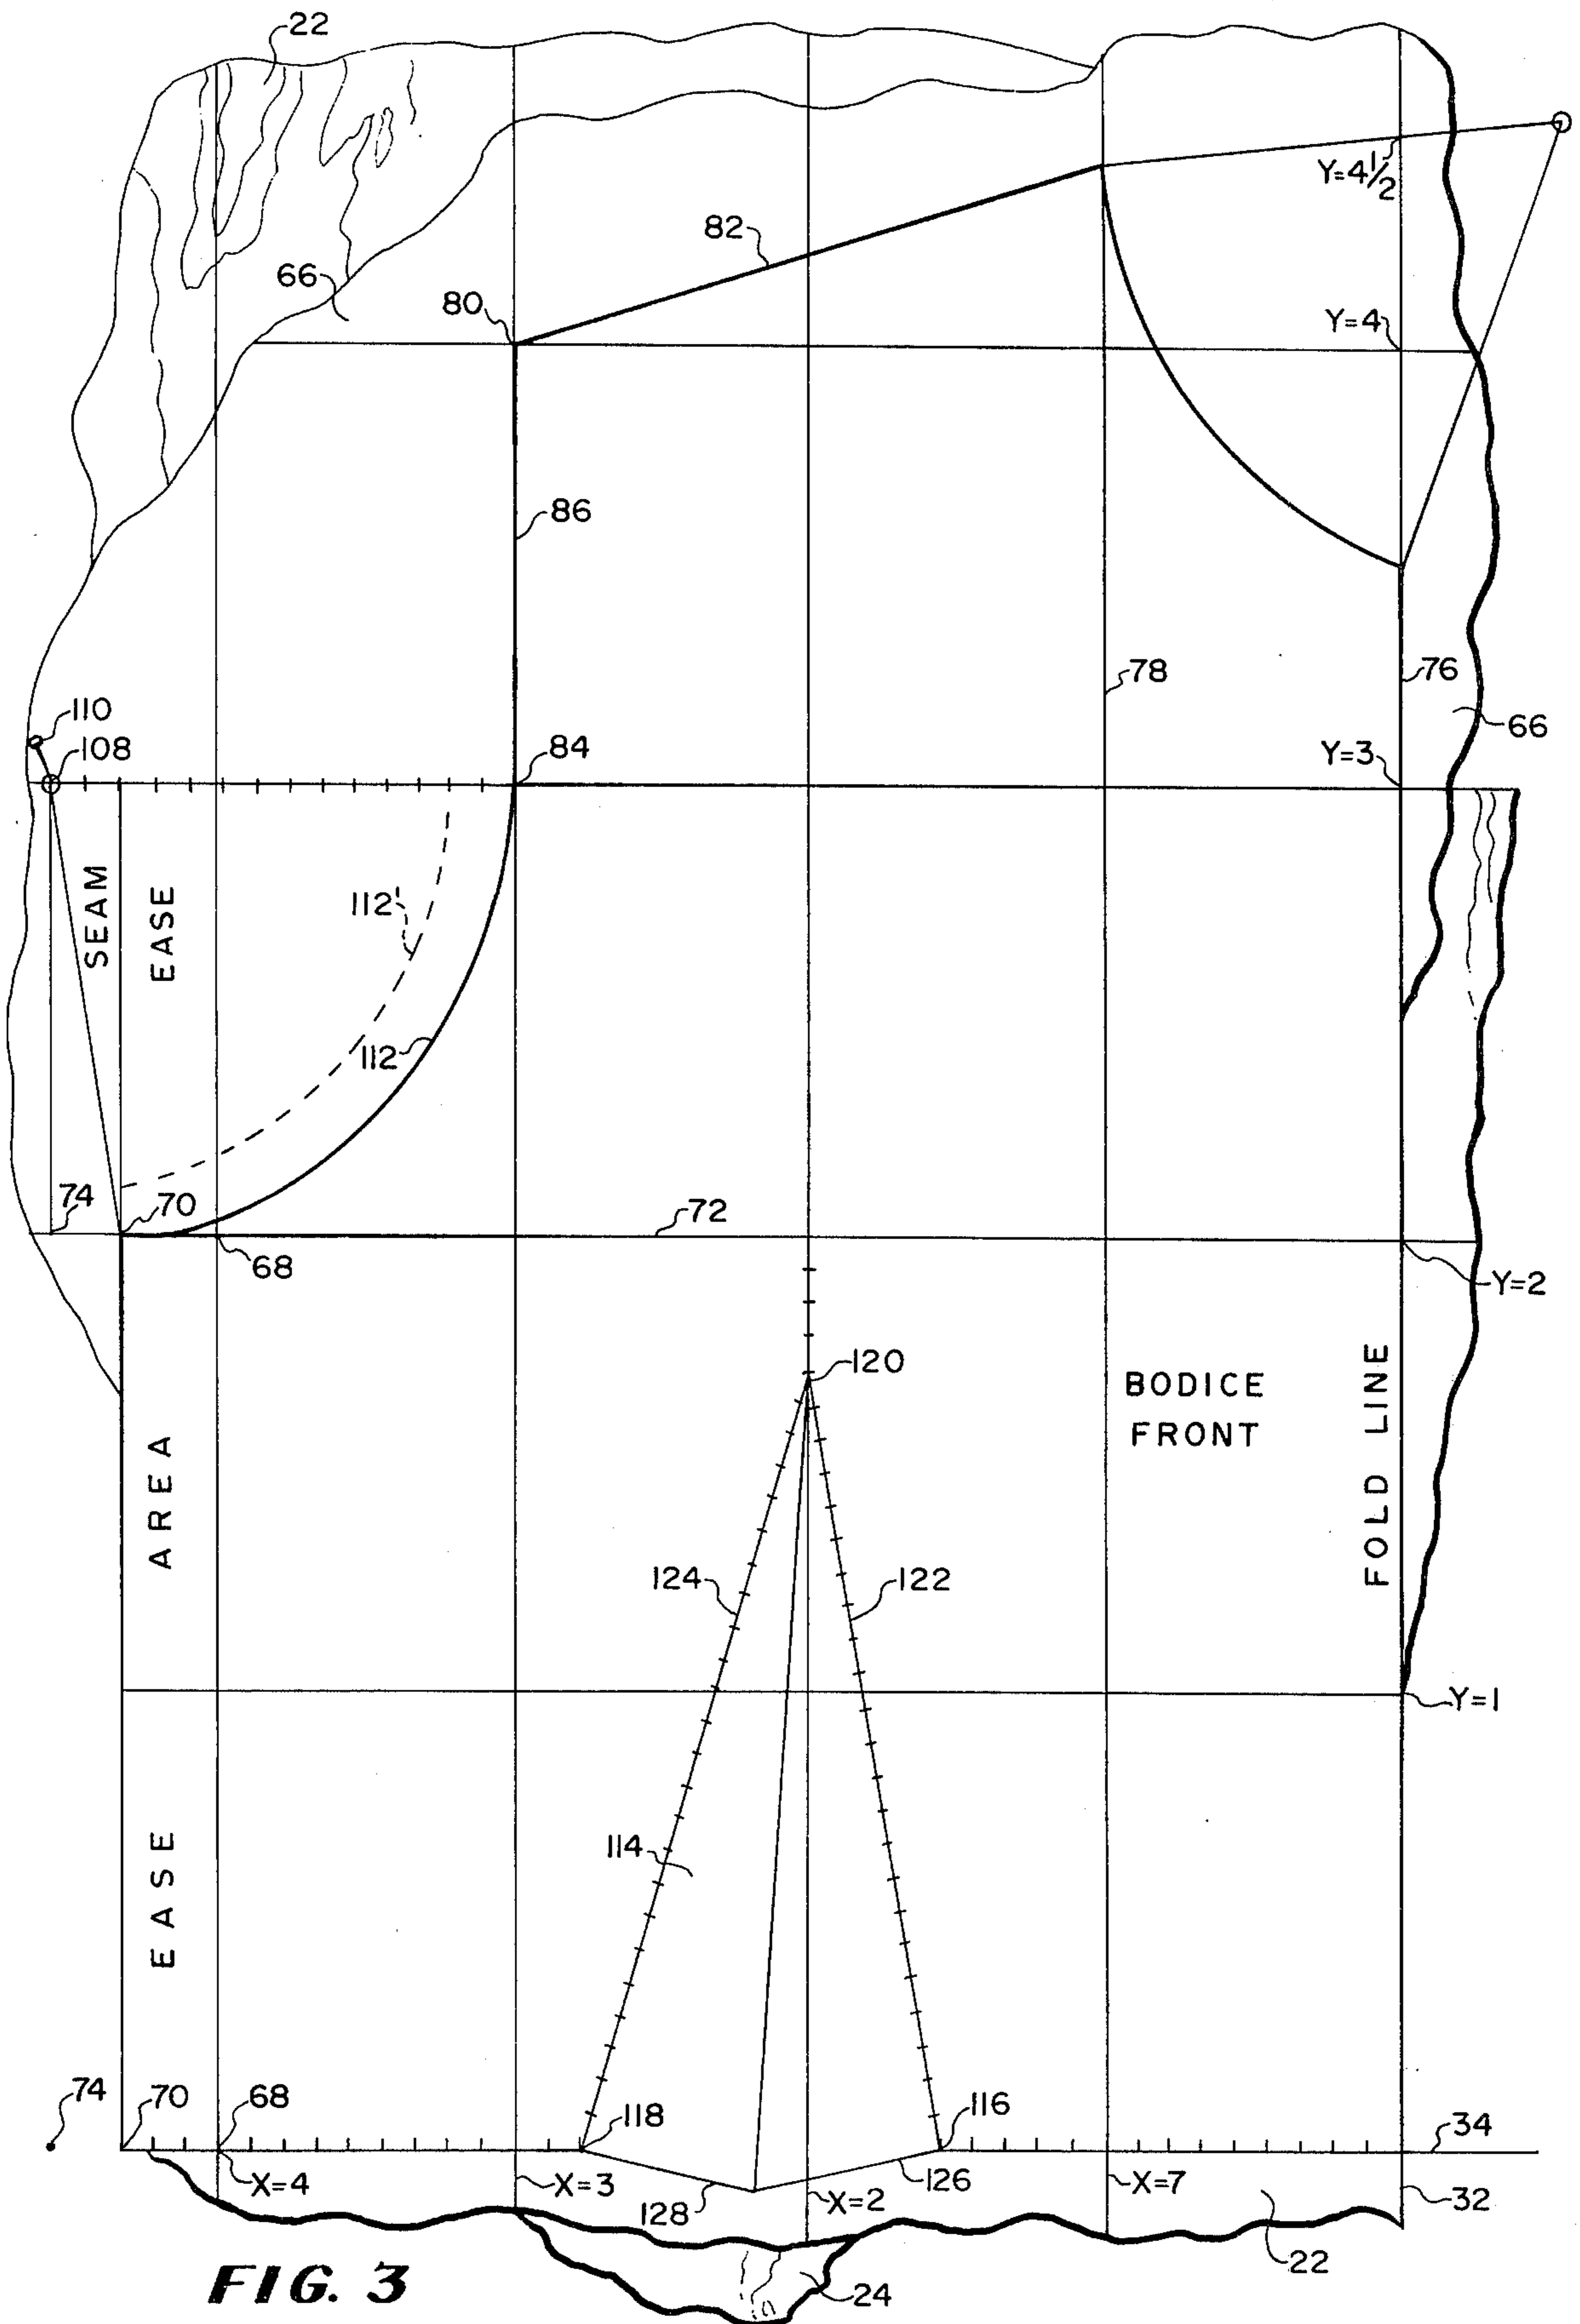 22
Y=4½
82
66
80
Y=4
86
78
76
66
110
108
84
Y=3
SEAM
EASE
112'
112
74
70
72
68
Y=2
120
BODICE
FRONT
FOLD LINE
AREA
124
122
Y=1
114
EASE
74
70
68
118
116
34
X=4
X=3
128
X=2
126
X=7
32
22
24
FIG. 3